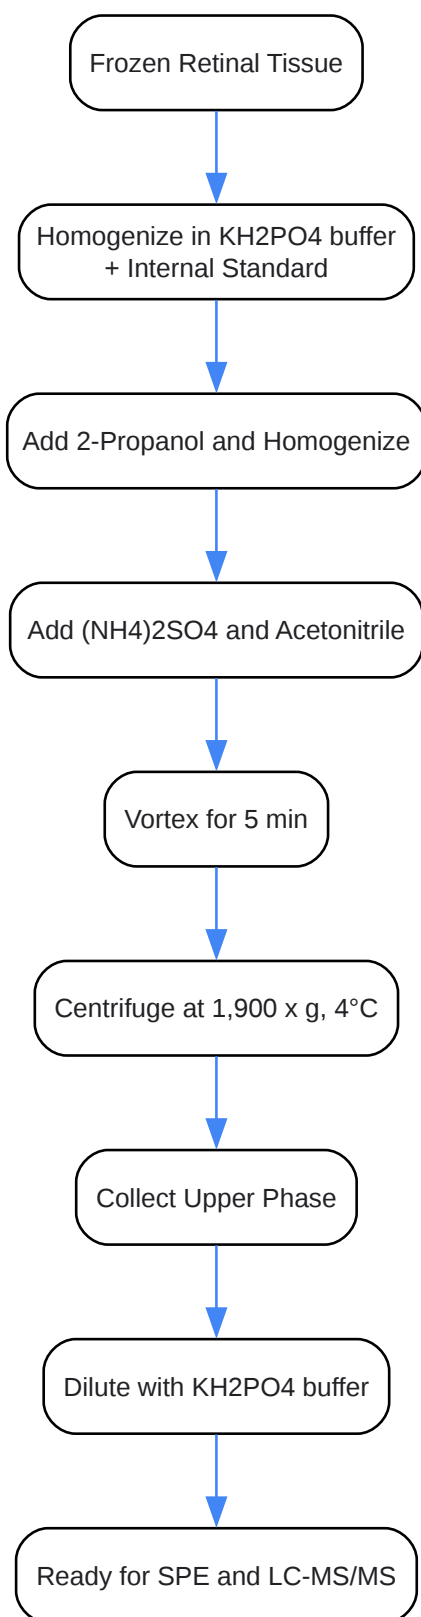 Frozen Retinal Tissue
Homogenize in KH2PO4 buffer
+ Internal Standard
Add 2-Propanol and Homogenize
Add (NH4)2SO4 and Acetonitrile
Vortex for 5 min
Centrifuge at 1,900 x g, 4°C
Collect Upper Phase
Dilute with KH2PO4 buffer
Ready for SPE and LC-MS/MS